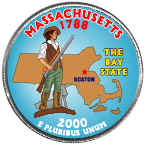 MASSACHUSETTS
1788
THE
BAY
STATE
BOSTON
2000
E PLURIBUS UNUM